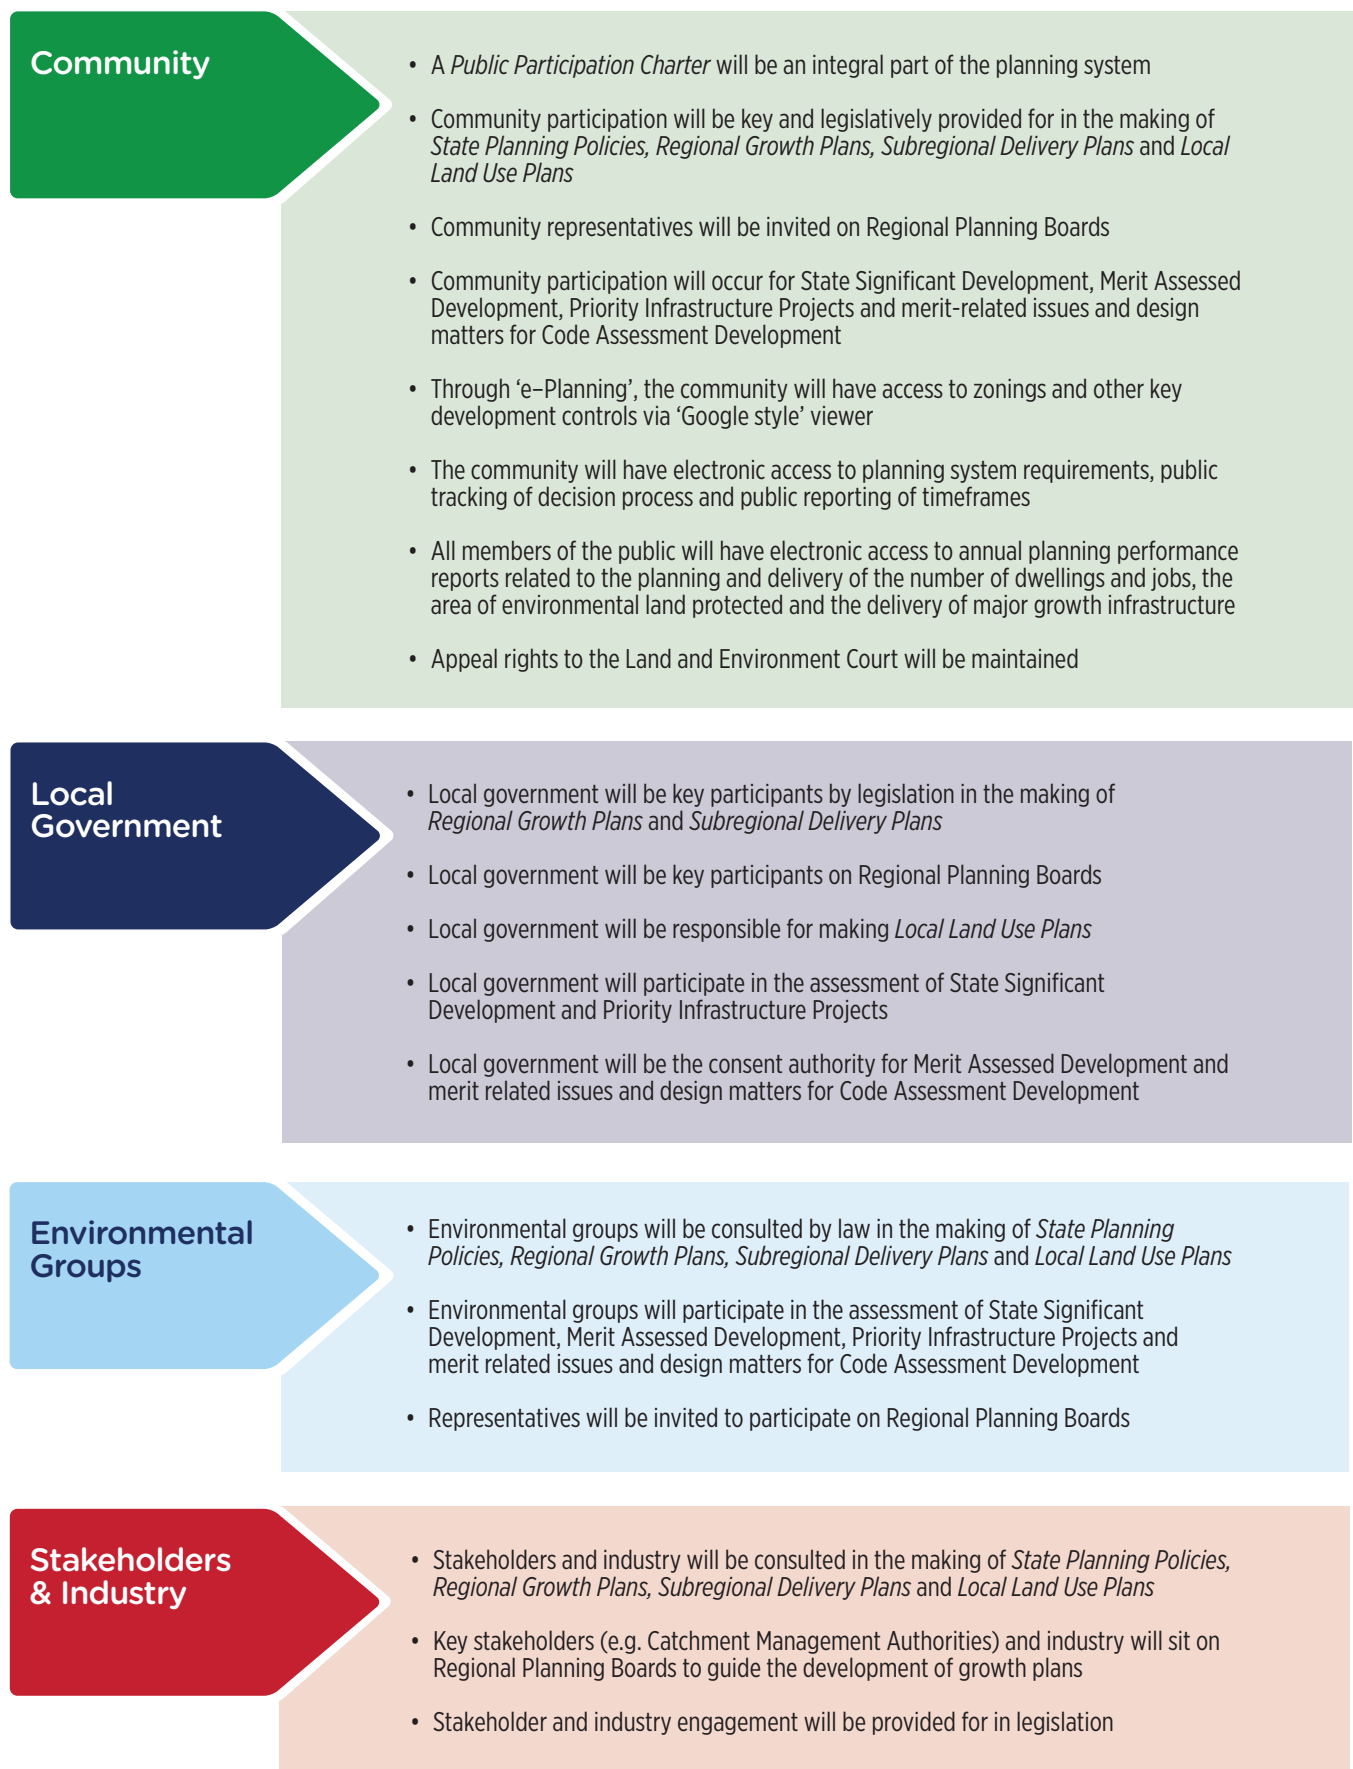 Community
• A Public Participation Charter will be an integral part of the planning system
• Community participation will be key and legislatively provided for in the making of
State Planning Policies, Regional Growth Plans, Subregional Delivery Plans and Local
Land Use Plans
• Community representatives will be invited on Regional Planning Boards
• Community participation will occur for State Significant Development, Merit Assessed
Development, Priority Infrastructure Projects and merit-related issues and design
matters for Code Assessment Development
• Through ‘e–Planning’, the community will have access to zonings and other key
development controls via ‘Google style’ viewer
• The community will have electronic access to planning system requirements, public
tracking of decision process and public reporting of timeframes
• All members of the public will have electronic access to annual planning performance
reports related to the planning and delivery of the number of dwellings and jobs, the
area of environmental land protected and the delivery of major growth infrastructure
• Appeal rights to the Land and Environment Court will be maintained
Local
Government
• Local government will be key participants by legislation in the making of
Regional Growth Plans and Subregional Delivery Plans
• Local government will be key participants on Regional Planning Boards
• Local government will be responsible for making Local Land Use Plans
• Local government will participate in the assessment of State Significant
Development and Priority Infrastructure Projects
• Local government will be the consent authority for Merit Assessed Development and
merit related issues and design matters for Code Assessment Development
Environmental
Groups
• Environmental groups will be consulted by law in the making of State Planning
Policies, Regional Growth Plans, Subregional Delivery Plans and Local Land Use Plans
• Environmental groups will participate in the assessment of State Significant
Development, Merit Assessed Development, Priority Infrastructure Projects and
merit related issues and design matters for Code Assessment Development
• Representatives will be invited to participate on Regional Planning Boards
Stakeholders
& Industry
• Stakeholders and industry will be consulted in the making of State Planning Policies,
Regional Growth Plans, Subregional Delivery Plans and Local Land Use Plans
• Key stakeholders (e.g. Catchment Management Authorities) and industry will sit on
Regional Planning Boards to guide the development of growth plans
• Stakeholder and industry engagement will be provided for in legislation